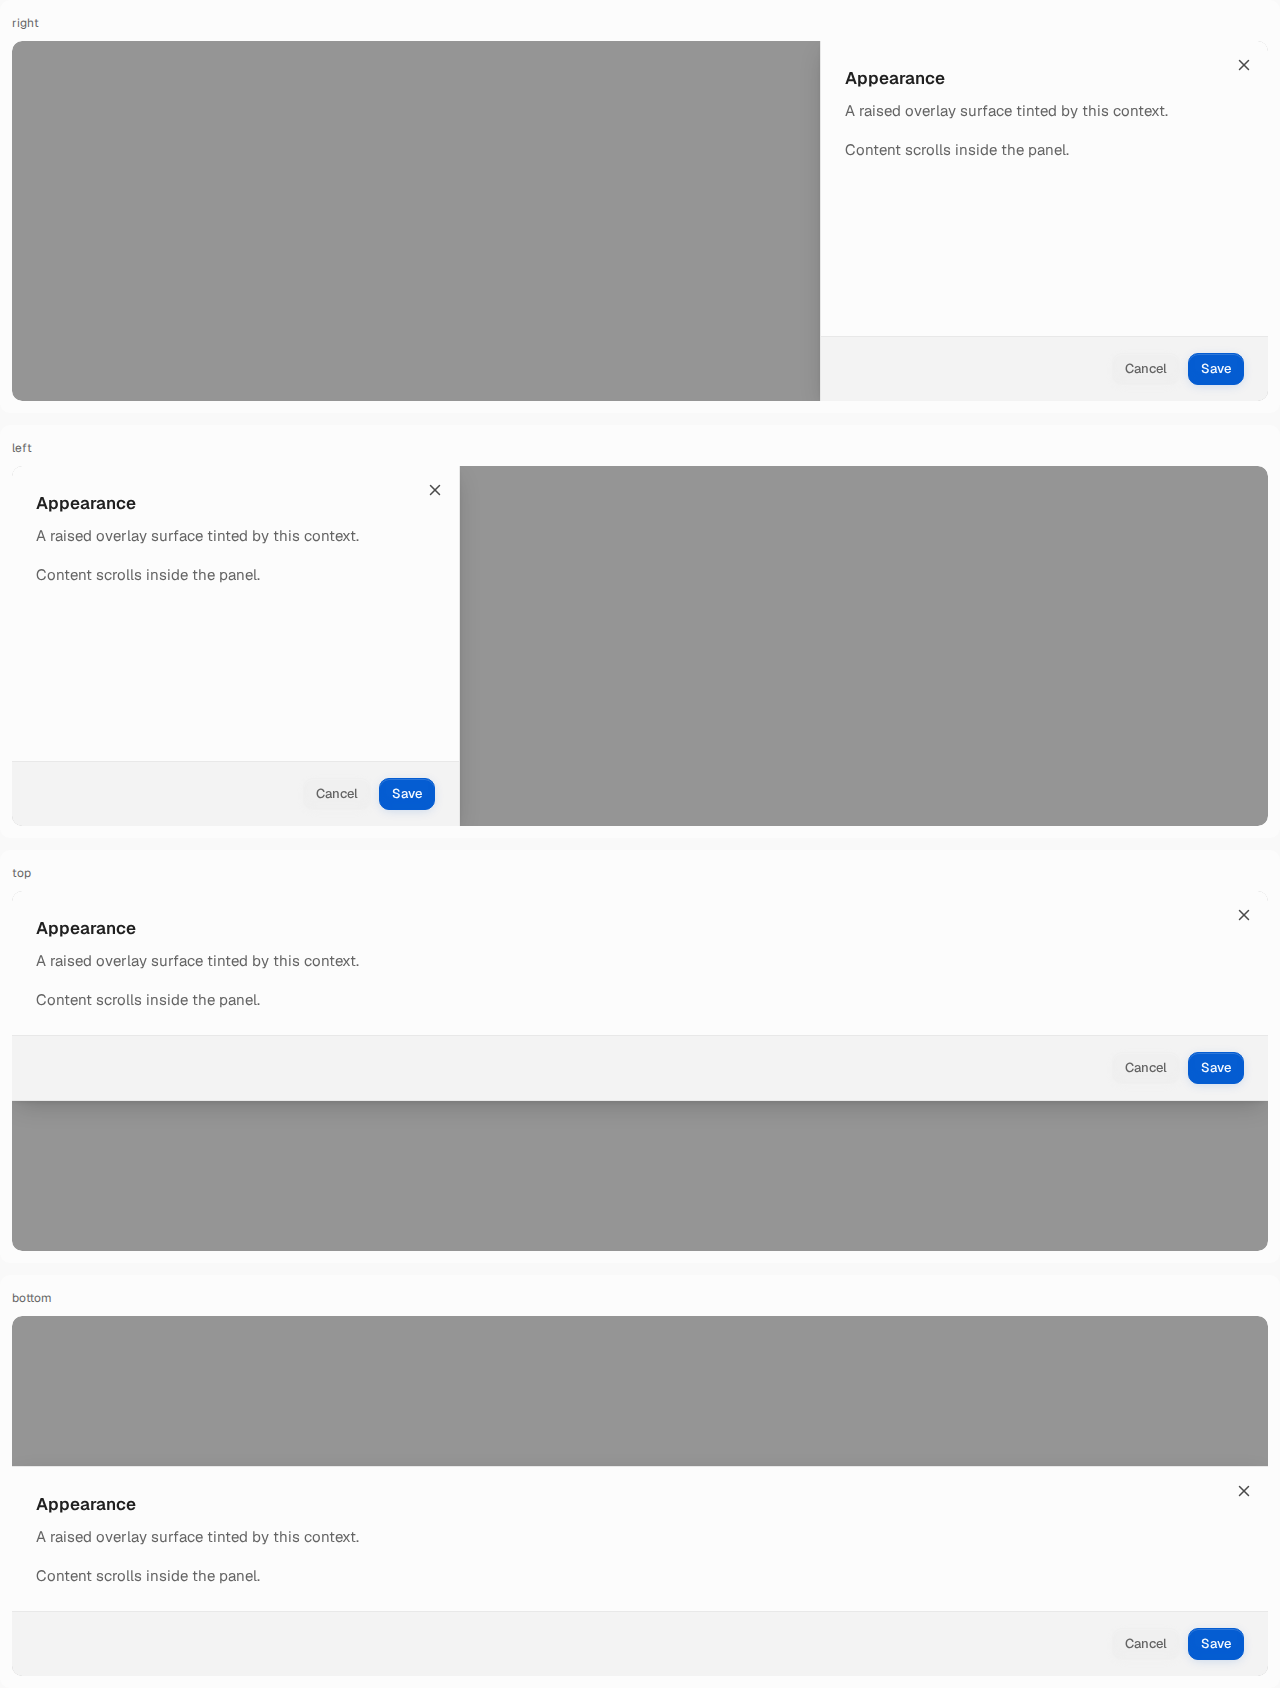 right
Appearance
A raised overlay surface tinted by this context.
Content scrolls inside the panel.
Cancel
Save
left
Appearance
A raised overlay surface tinted by this context.
Content scrolls inside the panel.
Cancel
Save
top
Appearance
A raised overlay surface tinted by this context.
Content scrolls inside the panel.
Cancel
Save
bottom
Appearance
A raised overlay surface tinted by this context.
Content scrolls inside the panel.
Cancel
Save